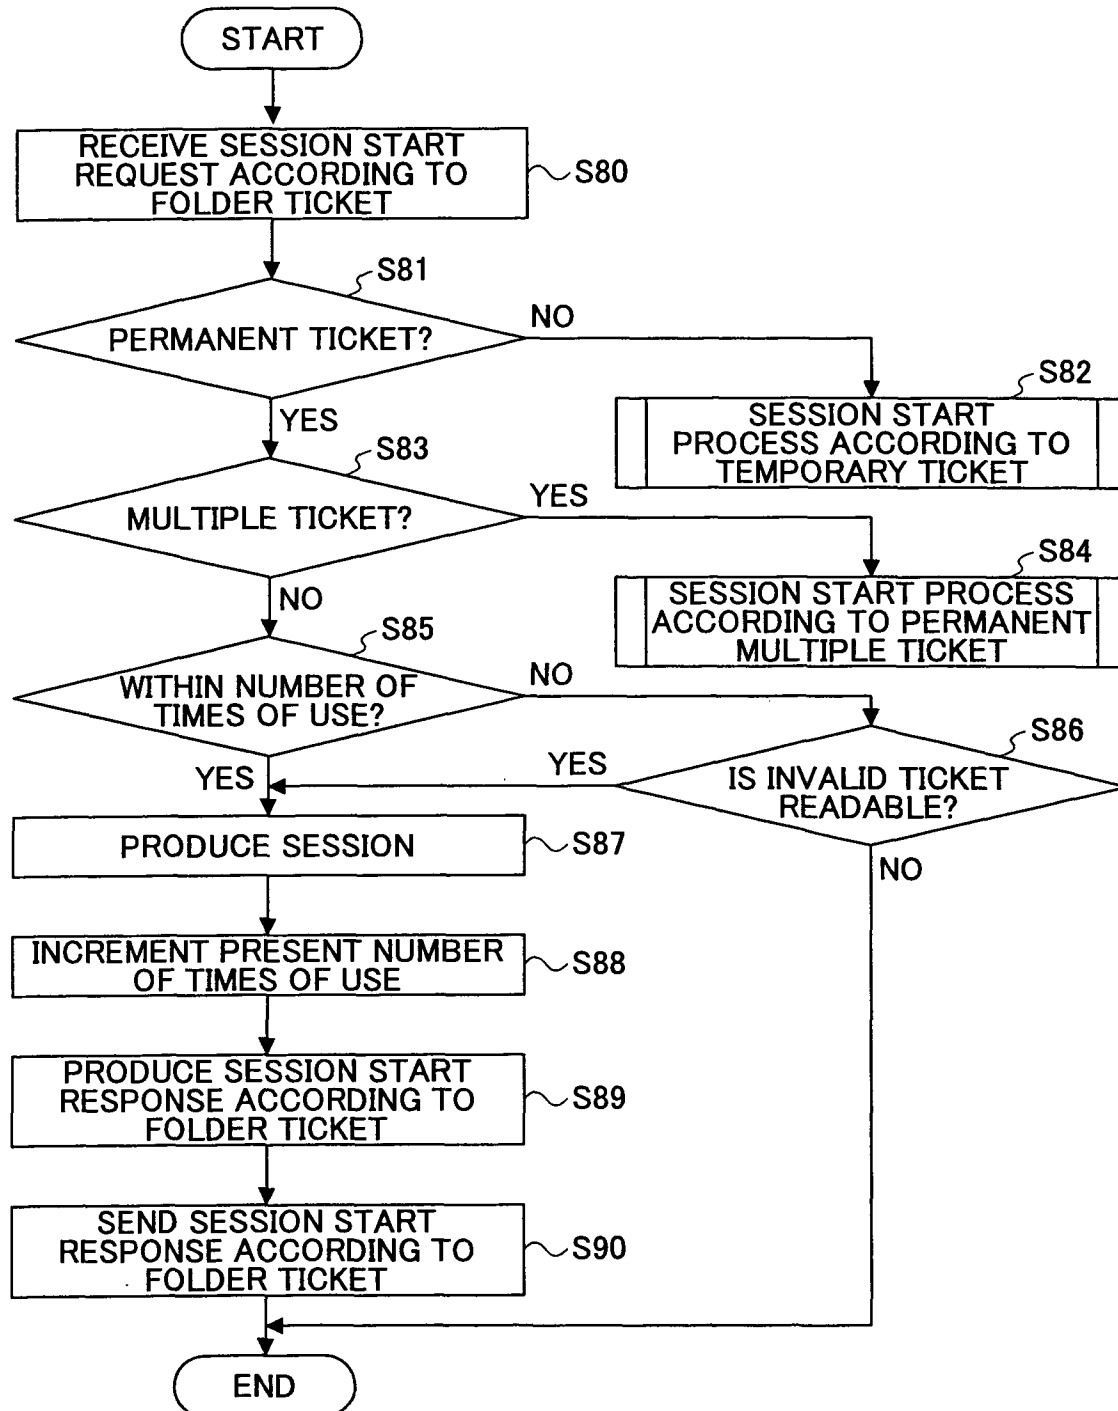 START
RECEIVE SESSION START
REQUEST ACCORDING TO
FOLDER TICKET
S80
S81
PERMANENT TICKET?
NO
YES
S82
SESSION START
PROCESS ACCORDING TO
TEMPORARY TICKET
S83
MULTIPLE TICKET?
YES
NO
S84
SESSION START PROCESS
ACCORDING TO PERMANENT
MULTIPLE TICKET
S85
WITHIN NUMBER OF
TIMES OF USE?
NO
YES
S86
IS INVALID TICKET
READABLE?
YES
NO
PRODUCE SESSION
S87
INCREMENT PRESENT NUMBER
OF TIMES OF USE
S88
PRODUCE SESSION START
RESPONSE ACCORDING TO
FOLDER TICKET
S89
SEND SESSION START
RESPONSE ACCORDING TO
FOLDER TICKET
S90
END